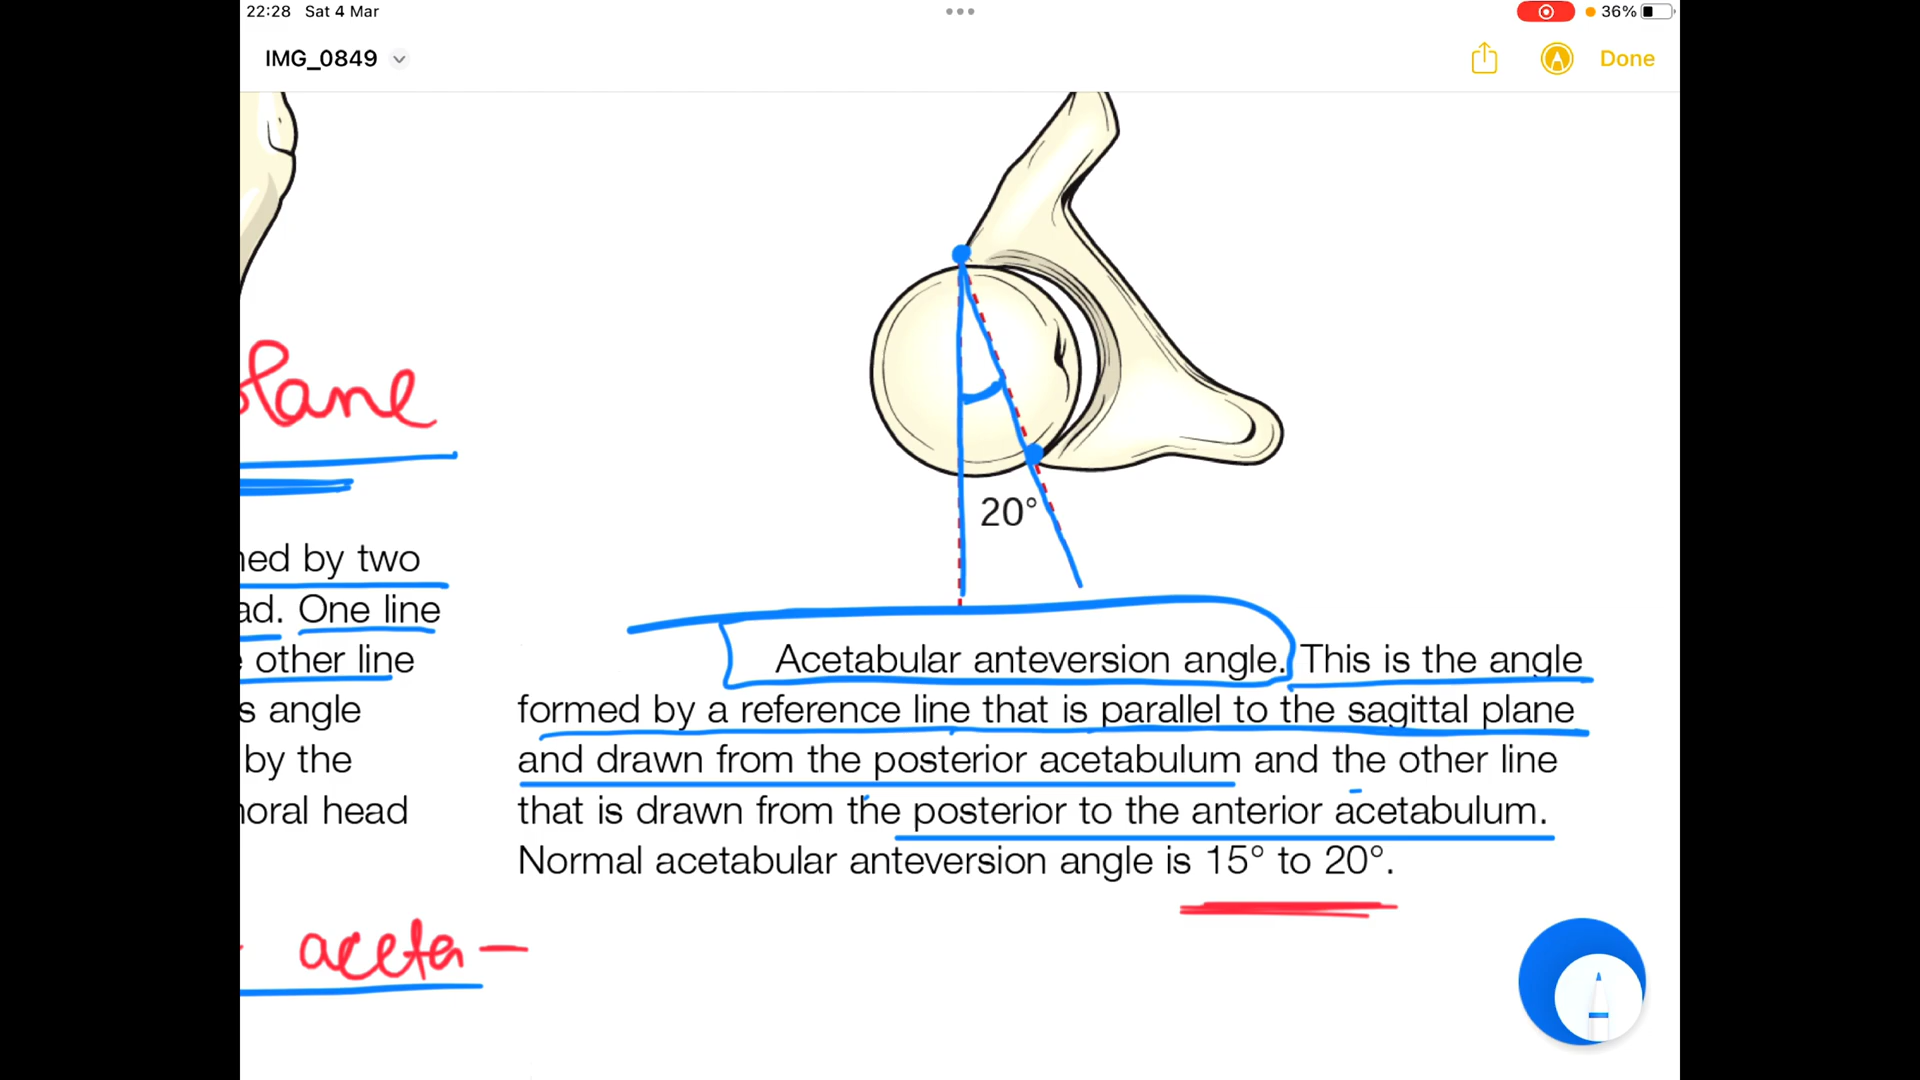 22:28 Sat 4 Mar
36%
IMG_0849
Done
lane
20°
ned by two
ad. One line
other line
s angle
by the
oral head
Acetabular anteversion angle. This is the angle
formed by a reference line that is parallel to the sagittal plane
and drawn from the posterior acetabulum and the other line
that is drawn from the posterior to the anterior acetabulum.
Normal acetabular anteversion angle is 15° to 20°.
aceta -